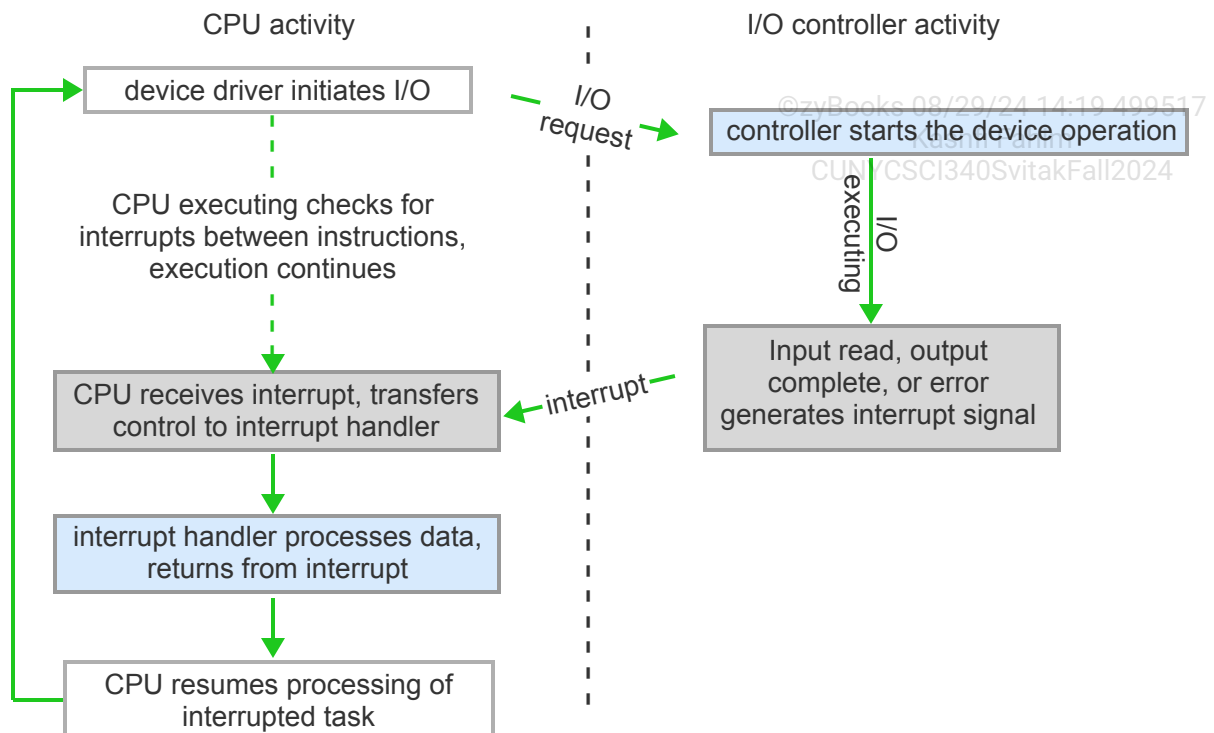 CPU activity
I/O controller activity
device driver initiates I/O
I/O
request
©zyBooks 08/29/24 14:19 499517
controller starts the device operation
Kashif Fahim
CUNYCSCI340SvitakFall2024
CPU executing checks for
interrupts between instructions,
execution continues
I/O
executing
Input read, output
complete, or error
generates interrupt signal
interrupt
CPU receives interrupt, transfers
control to interrupt handler
interrupt handler processes data,
returns from interrupt
CPU resumes processing of
interrupted task